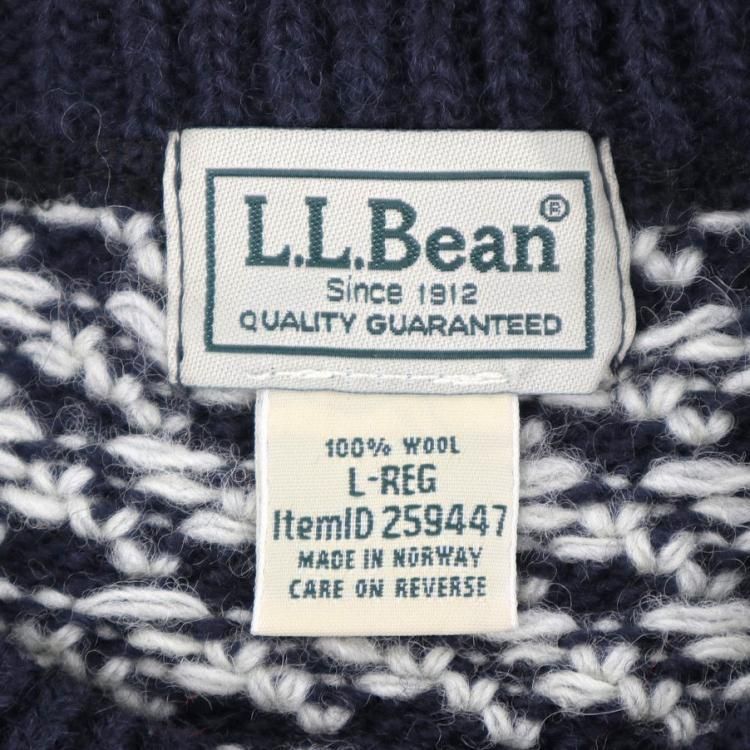 L.L.Bean®
Since 1912
QUALITY GUARANTEED
100% WOOL
L-REG
ItemID 259447
MADE IN NORWAY
CARE ON REVERSE